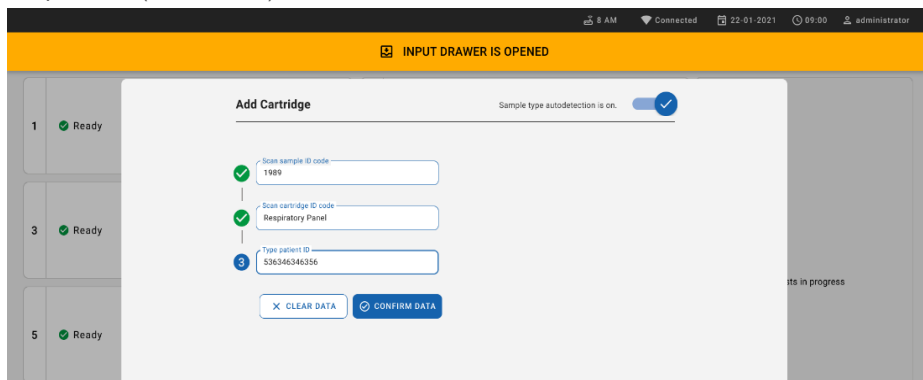 8 AM Connected 22-01-2021 09:00 administrator
INPUT DRAWER IS OPENED
Add Cartridge
Sample type autodetection is on.
1 Ready
Scan sample ID code
1989
Scan cartridge ID code
Respiratory Panel
3 Ready
Type patient ID
3 536346346356
sts in progress
CLEAR DATA CONFIRM DATA
5 Ready